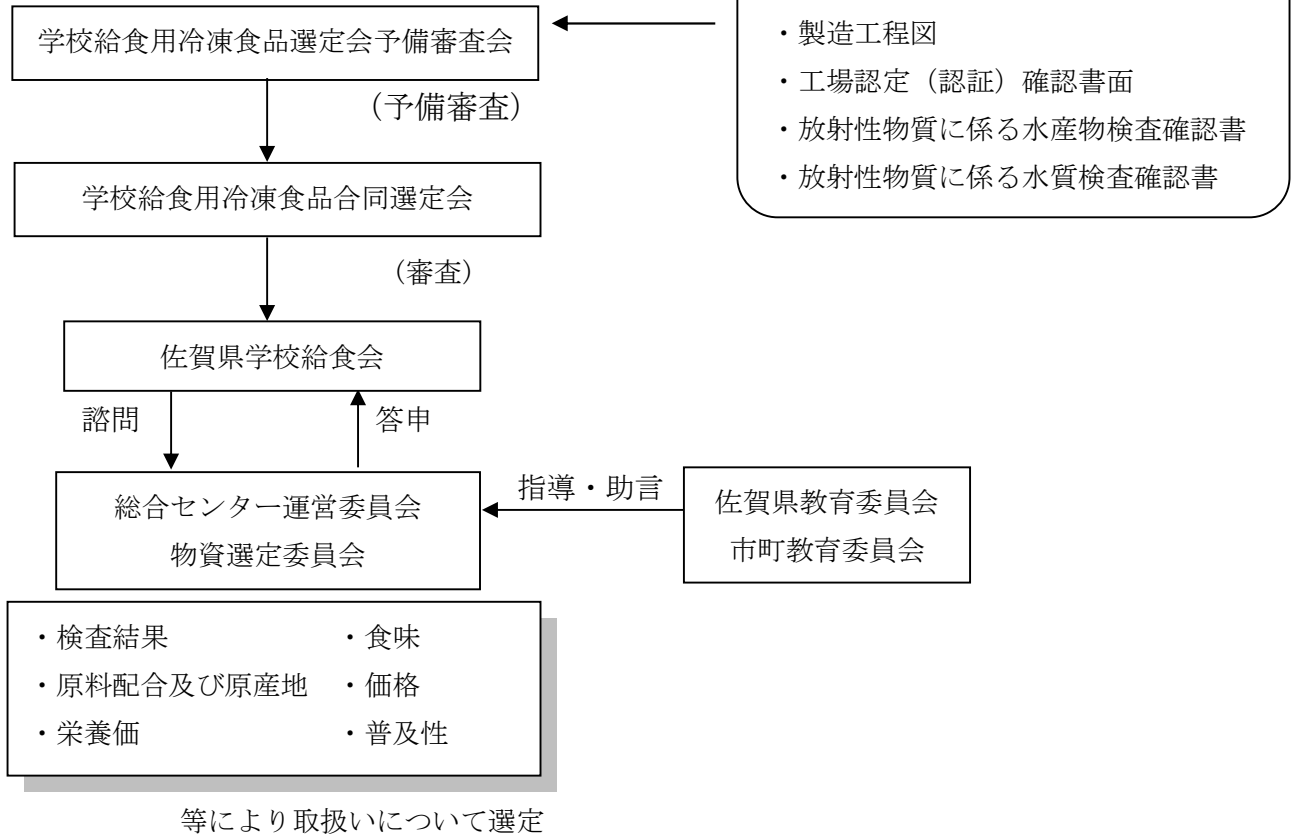 学校給食用冷凍食品選定会予備審査会
・製造工程図
・工場認定（認証）確認書面
・放射性物質に係る水産物検査確認書
・放射性物質に係る水質検査確認書
（予備審査）
学校給食用冷凍食品合同選定会
（審査）
佐賀県学校給食会
諮問
答申
総合センター運営委員会
物資選定委員会
指導・助言
佐賀県教育委員会
市町教育委員会
・検査結果
・食味
・原料配合及び原産地
・価格
・栄養価
・普及性
等により取扱いについて選定